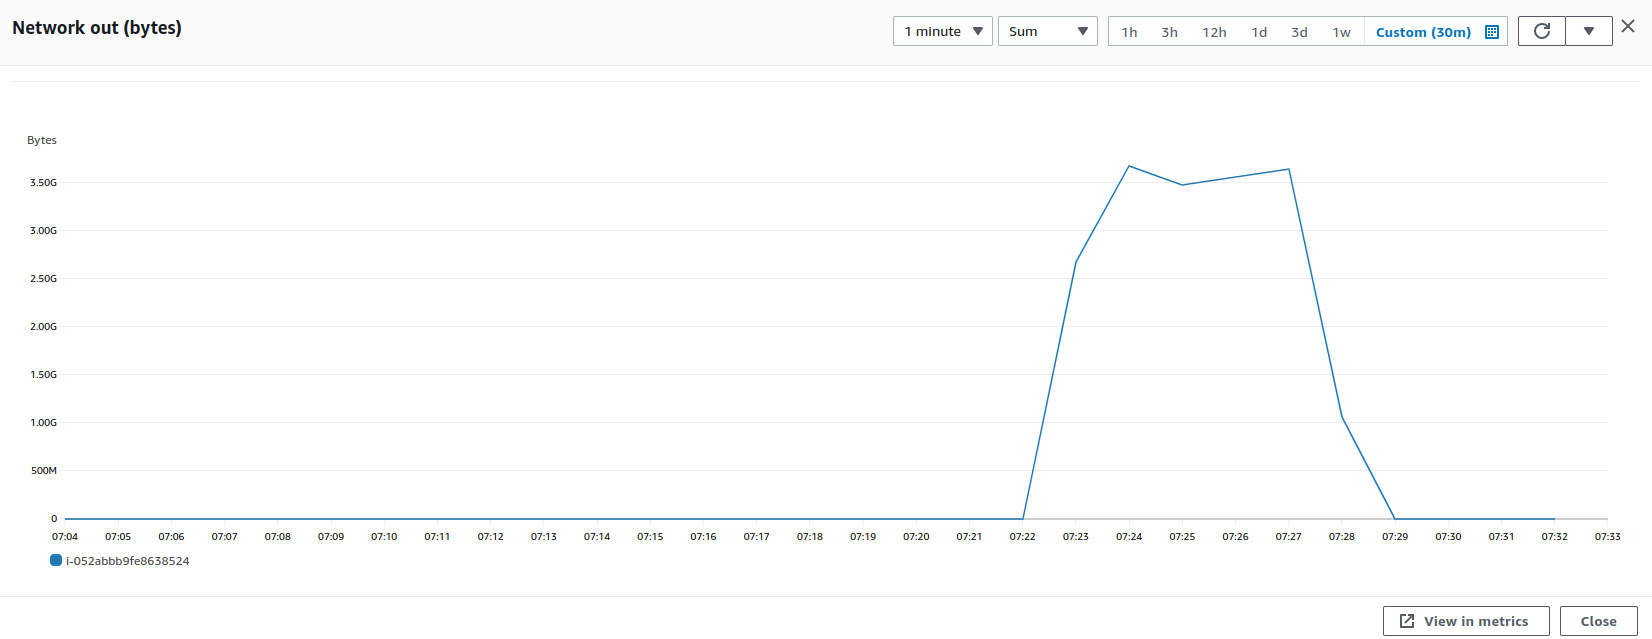 Network out (bytes)
1 minute
Sum
1h 3h 12h 1d 3d 1w Custom (30m)
Bytes
3.50G
3.00G
2.50G
2.00G
1.50G
1.00G
500M
0
07:04 07:05 07:06 07:07 07:08 07:09 07:10 07:11 07:12 07:13 07:14 07:15 07:16 07:17 07:18 07:19 07:20 07:21 07:22 07:23 07:24 07:25 07:26 07:27 07:28 07:29 07:30 07:31 07:32 07:33
i-052abbb9fe8638524
View in metrics
Close